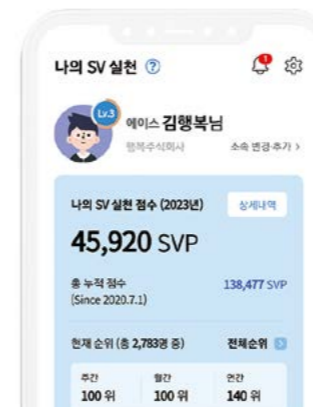 나의 SV 실천 ?
1
Lv.3
에이스 김행복님
행복주식회사 소속 변경·추가 >
나의 SV 실천 점수 (2023년) 상세내역
45,920 SVP
총 누적 점수 138,477 SVP
(Since 2020.7.1)
현재 순위 (총 2,783명 중) 전체순위 >
주간 월간 연간
100 위 100 위 140 위